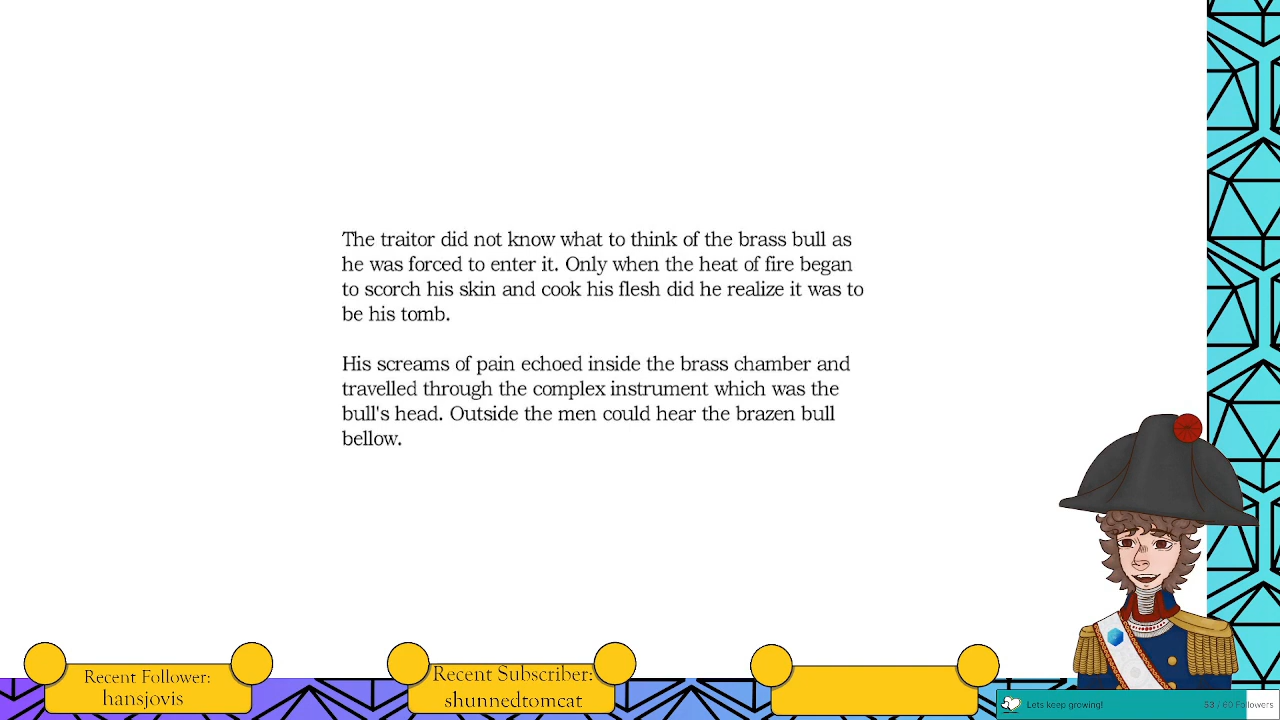 The traitor did not know what to think of the brass bull as
he was forced to enter it. Only when the heat of fire began
to scorch his skin and cook his flesh did he realize it was to
be his tomb.
His screams of pain echoed inside the brass chamber and
travelled through the complex instrument which was the
bull's head. Outside the men could hear the brazen bull
bellow.
Recent Follower:
hansjovis
Recent Subscriber:
shunnedtomcat
Lets keep growing!
53 / 60 Followers